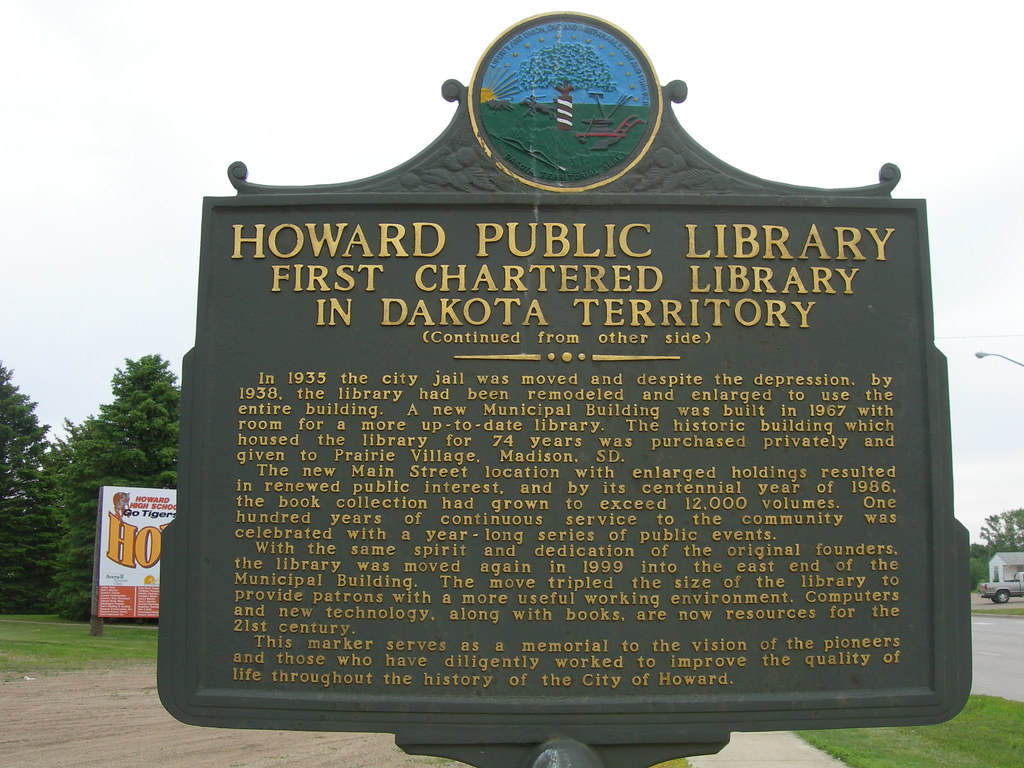 HOWARD PUBLIC LIBRARY
FIRST CHARTERED LIBRARY
IN DAKOTA TERRITORY
(Continued from other side)
In 1935 the city jail was moved and despite the depression, by
1938, the library had been remodeled and enlarged to use the
entire building. A new Municipal Building was built in 1967 with
room for a more up-to-date library. The historic building which
housed the library for 74 years was purchased privately and
given to Prairie Village, Madison, SD.
The new Main Street location with enlarged holdings resulted
in renewed public interest, and by its centennial year of 1986,
the book collection had grown to exceed 12,000 volumes. One
hundred years of continuous service to the community was
celebrated with a year-long series of public events.
With the same spirit and dedication of the original founders,
the library was moved again in 1999 into the east end of the
Municipal Building. The move tripled the size of the library to
provide patrons with a more useful working environment. Computers
and new technology, along with books, are now resources for the
21st century.
This marker serves as a memorial to the vision of the pioneers
and those who have diligently worked to improve the quality of
life throughout the history of the City of Howard.
HOWARD
HIGH SCHOO
Go Tigers
HO